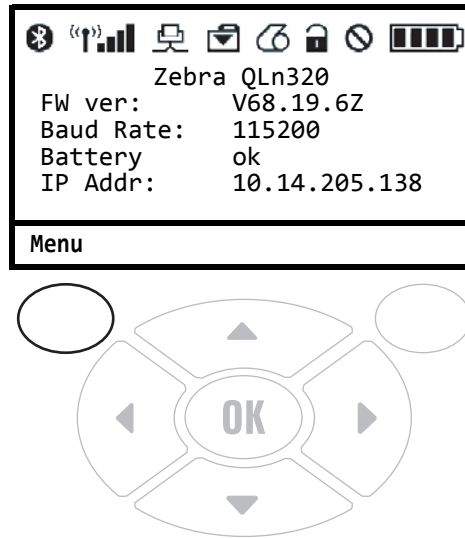 Zebra QLn320
FW ver: V68.19.6Z
Baud Rate: 115200
Battery ok
IP Addr: 10.14.205.138
Menu
OK